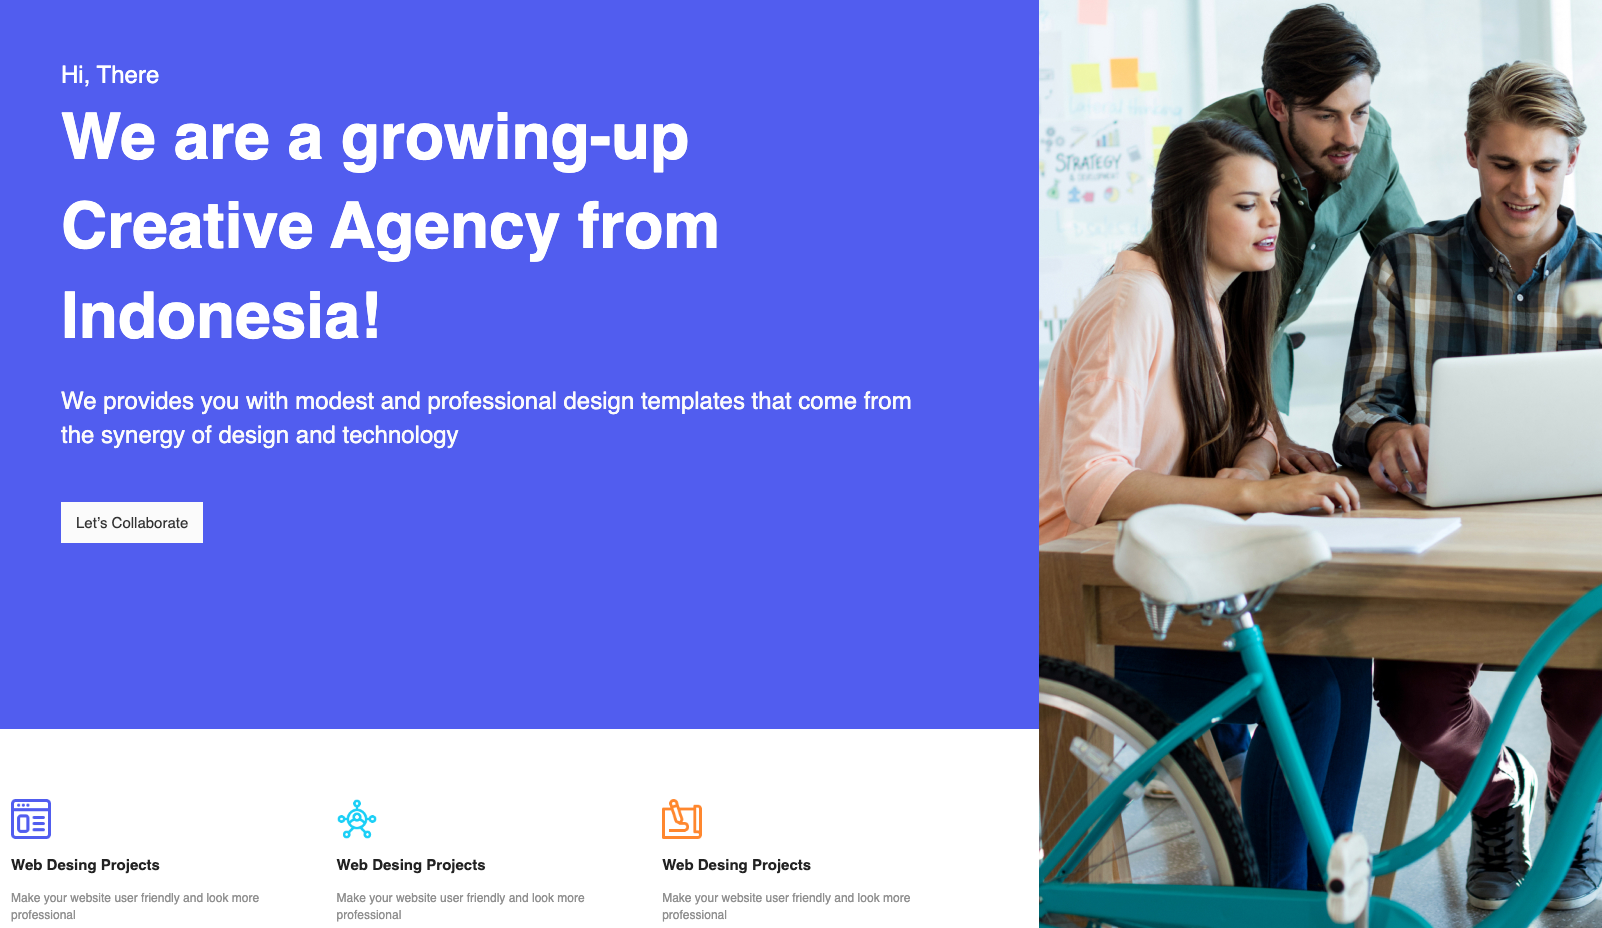 Hi, There
We are a growing-up
Creative Agency from
Indonesia!
We provides you with modest and professional design templates that come from
the synergy of design and technology
Let's Collaborate
STRATEGY
& DEVELOPMENT
Web Desing Projects
Make your website user friendly and look more
professional
Web Desing Projects
Make your website user friendly and look more
professional
Web Desing Projects
Make your website user friendly and look more
professional